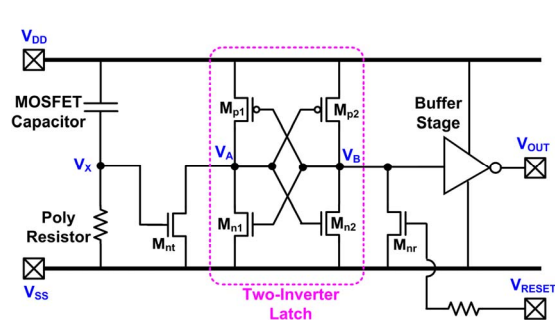 VDD
MOSFET
Capacitor
Mp1
Mp2
Buffer
Stage
VX
VA
VB
VOUT
Poly
Resistor
Mnt
Mn1
Mn2
Mnr
VSS
Two-Inverter
Latch
VRESET